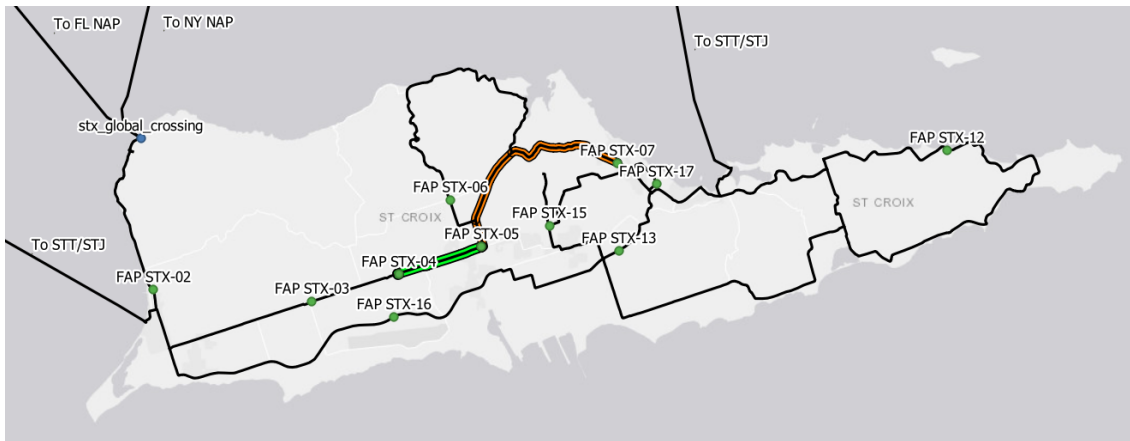 To FL NAP
To NY NAP
To STT/STJ
stx_global_crossing
FAP STX-12
FAP STX-07
FAP STX-17
FAP STX-06
ST CROIX
ST CROIX
FAP STX-15
FAP STX-05
FAP STX-13
To STT/STJ
FAP STX-04
FAP STX-02
FAP STX-03
FAP STX-16